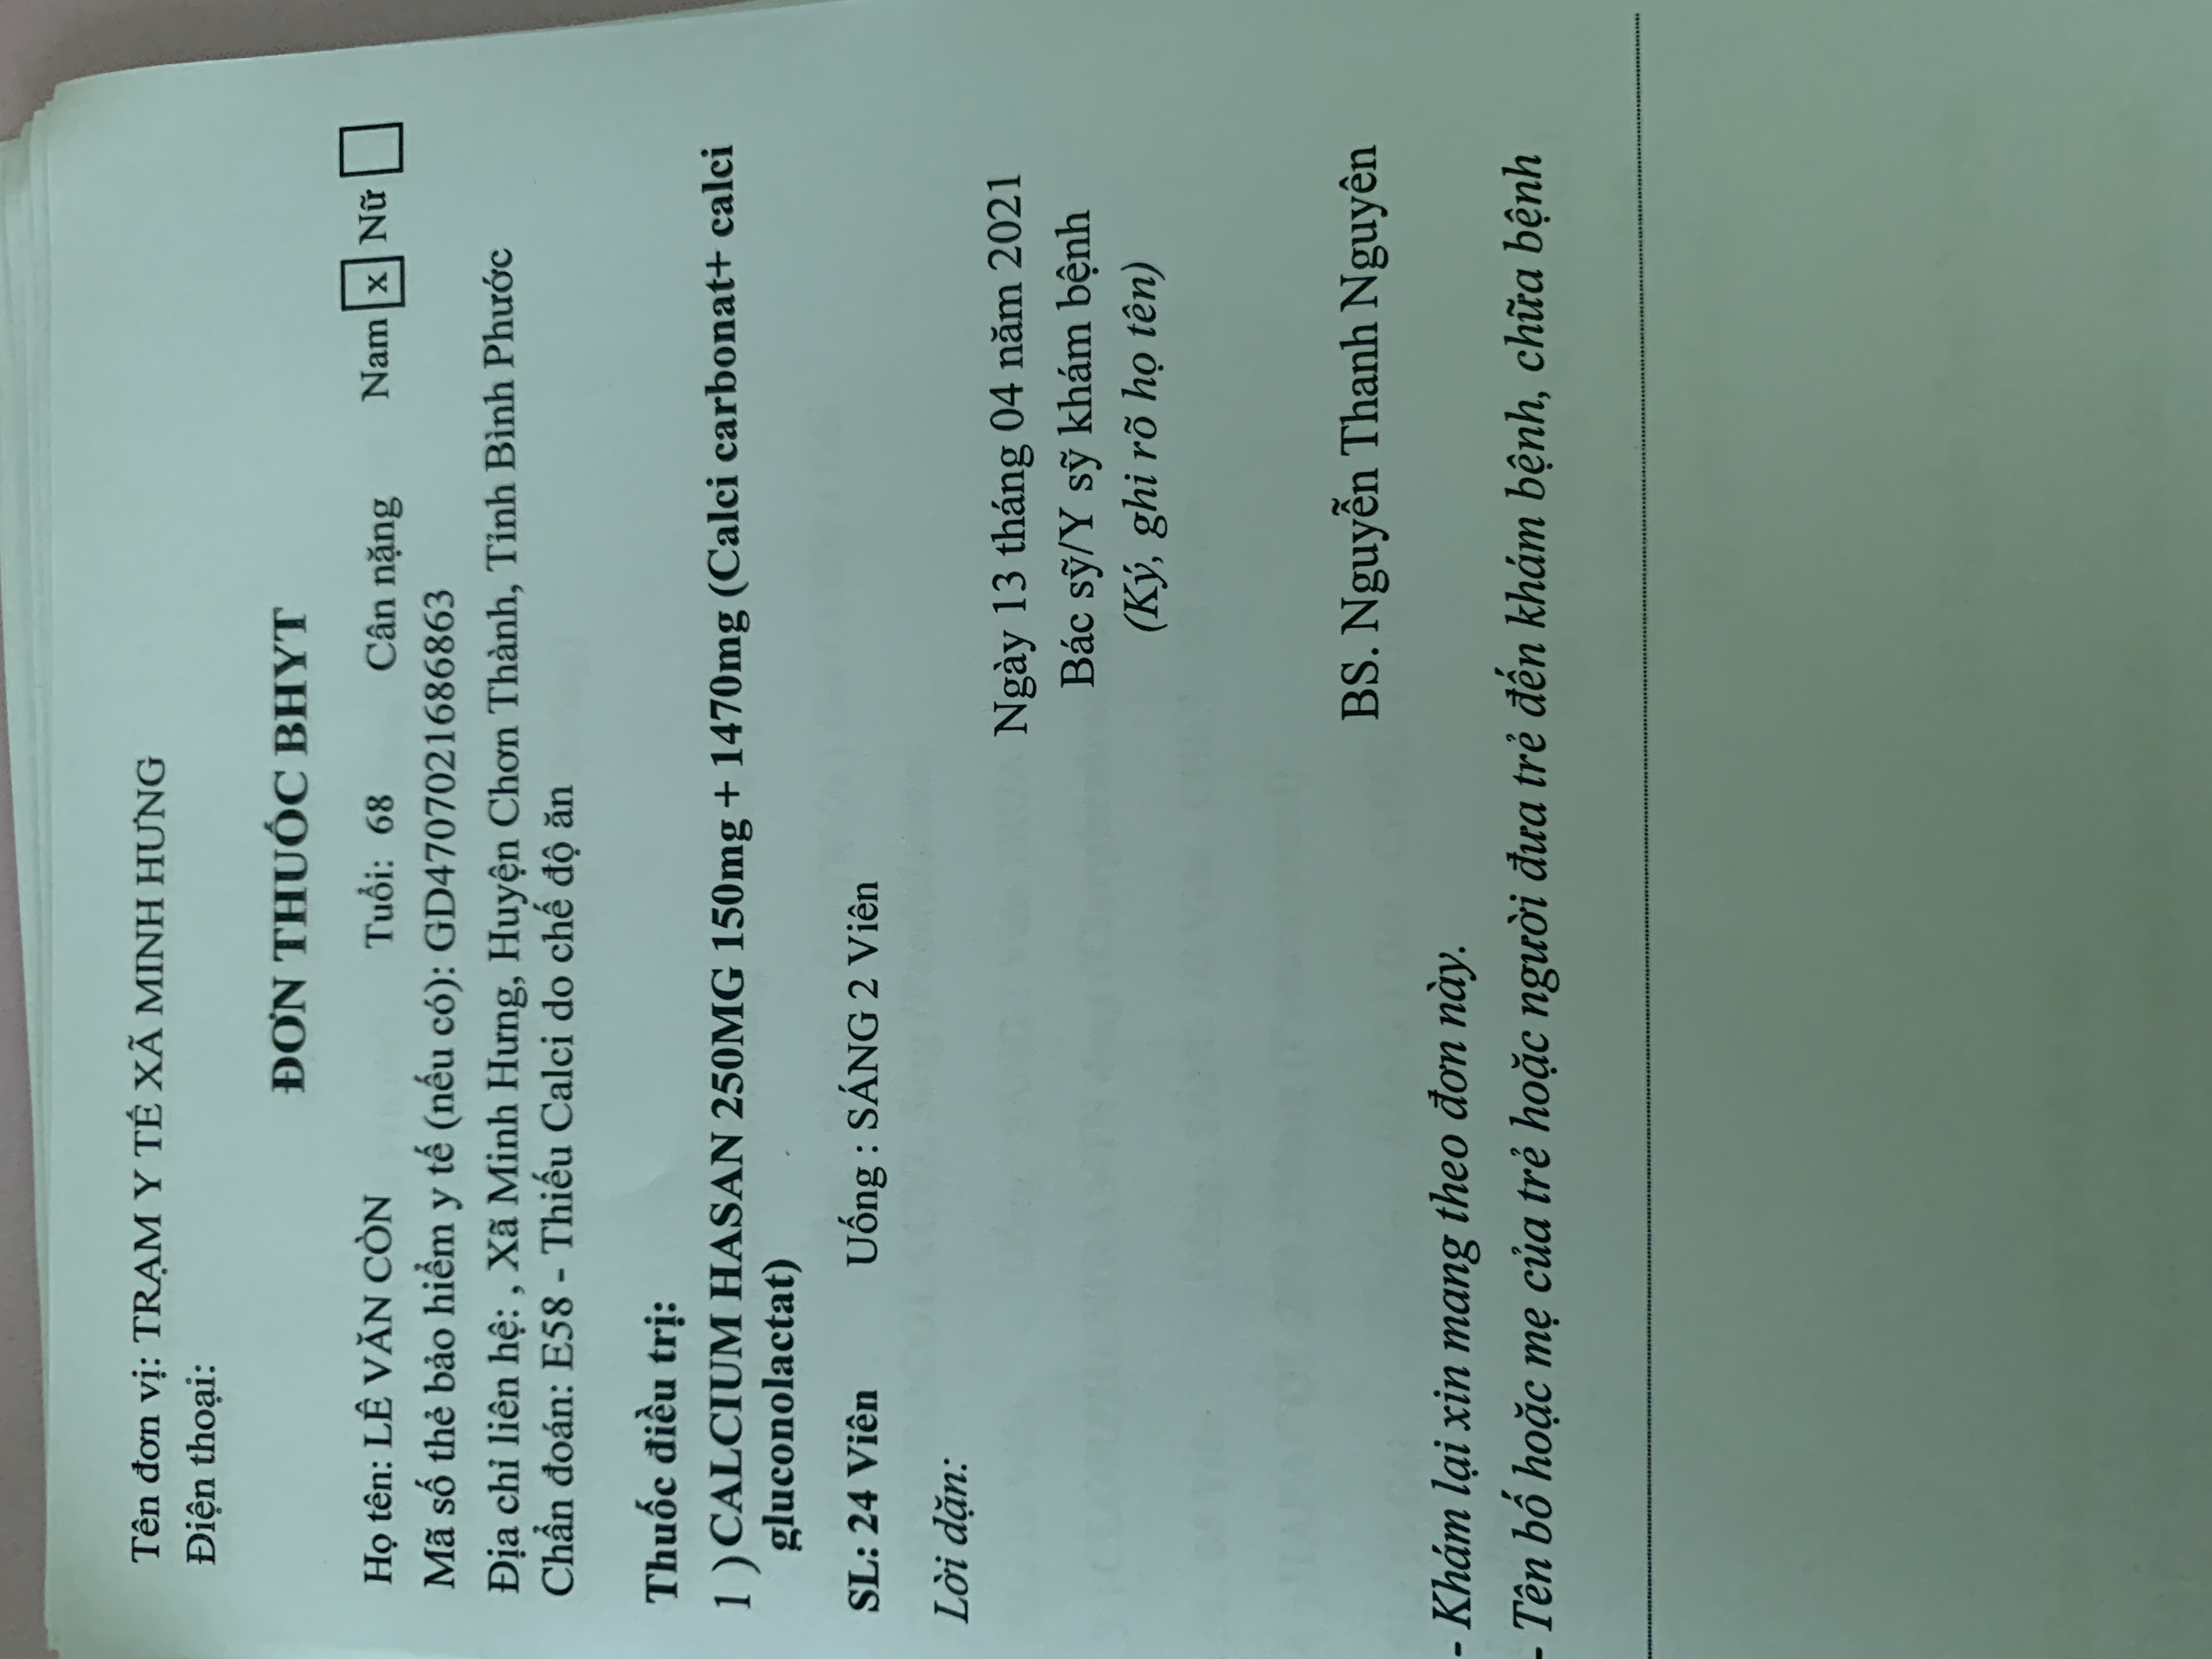 Tên đơn vị: TRẠM Y TẾ XÃ MINH HƯNG
Điện thoại:
ĐƠN THUỐC BHYT
Họ tên: LÊ VĂN CÒN Tuổi: 68 Cân nặng Nam x Nữ
Mã số thẻ bảo hiểm y tế (nếu có): GD4707021686863
Địa chỉ liên hệ: , Xã Minh Hưng, Huyện Chơn Thành, Tỉnh Bình Phước
Chẩn đoán: E58 - Thiếu Calci do chế độ ăn
Thuốc điều trị:
1 ) CALCIUM HASAN 250MG 150mg + 1470mg (Calci carbonat+ calci
gluconolactat)
SL: 24 Viên Uống : SÁNG 2 Viên
Lời dặn:
Ngày 13 tháng 04 năm 2021
Bác sỹ/Y sỹ khám bệnh
(Ký, ghi rõ họ tên)
BS. Nguyễn Thanh Nguyên
- Khám lại xin mang theo đơn này.
- Tên bố hoặc mẹ của trẻ hoặc người đưa trẻ đến khám bệnh, chữa bệnh